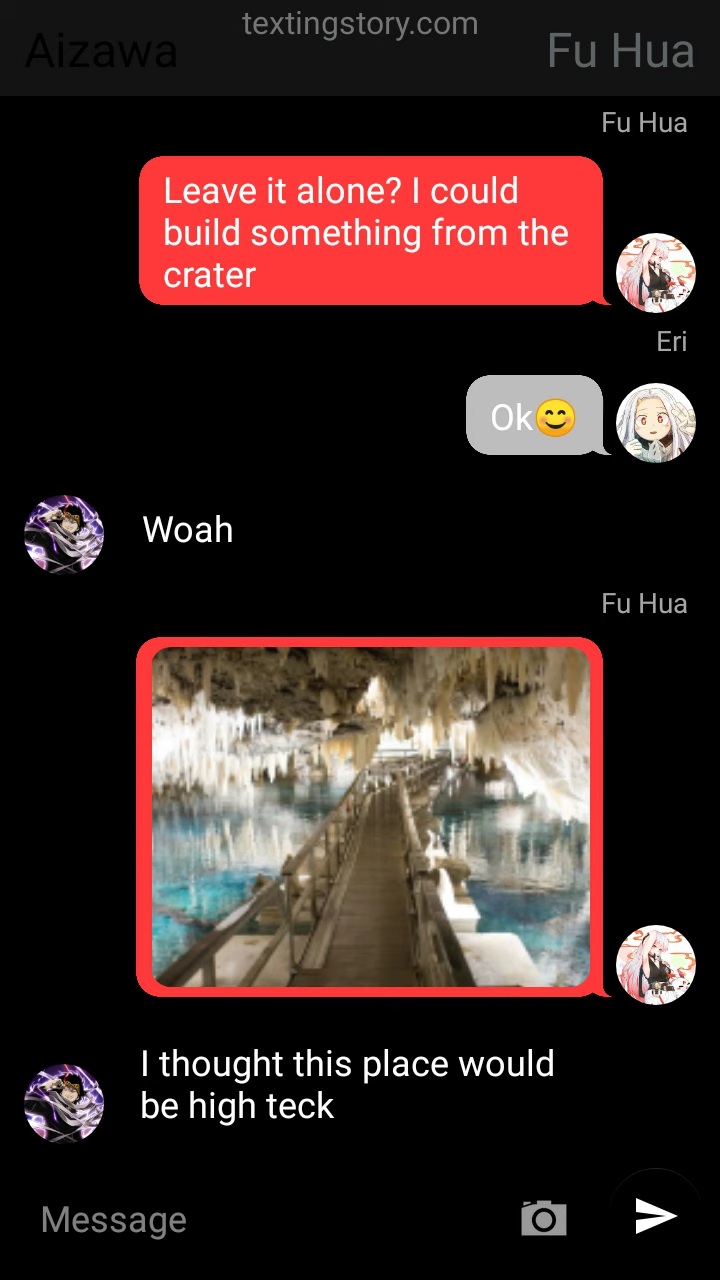 textingstory.com
Aizawa
Fu Hua
Fu Hua
Leave it alone? I could
build something from the
crater
Eri
Ok😊
Woah
Fu Hua
I thought this place would
be high teck
Message